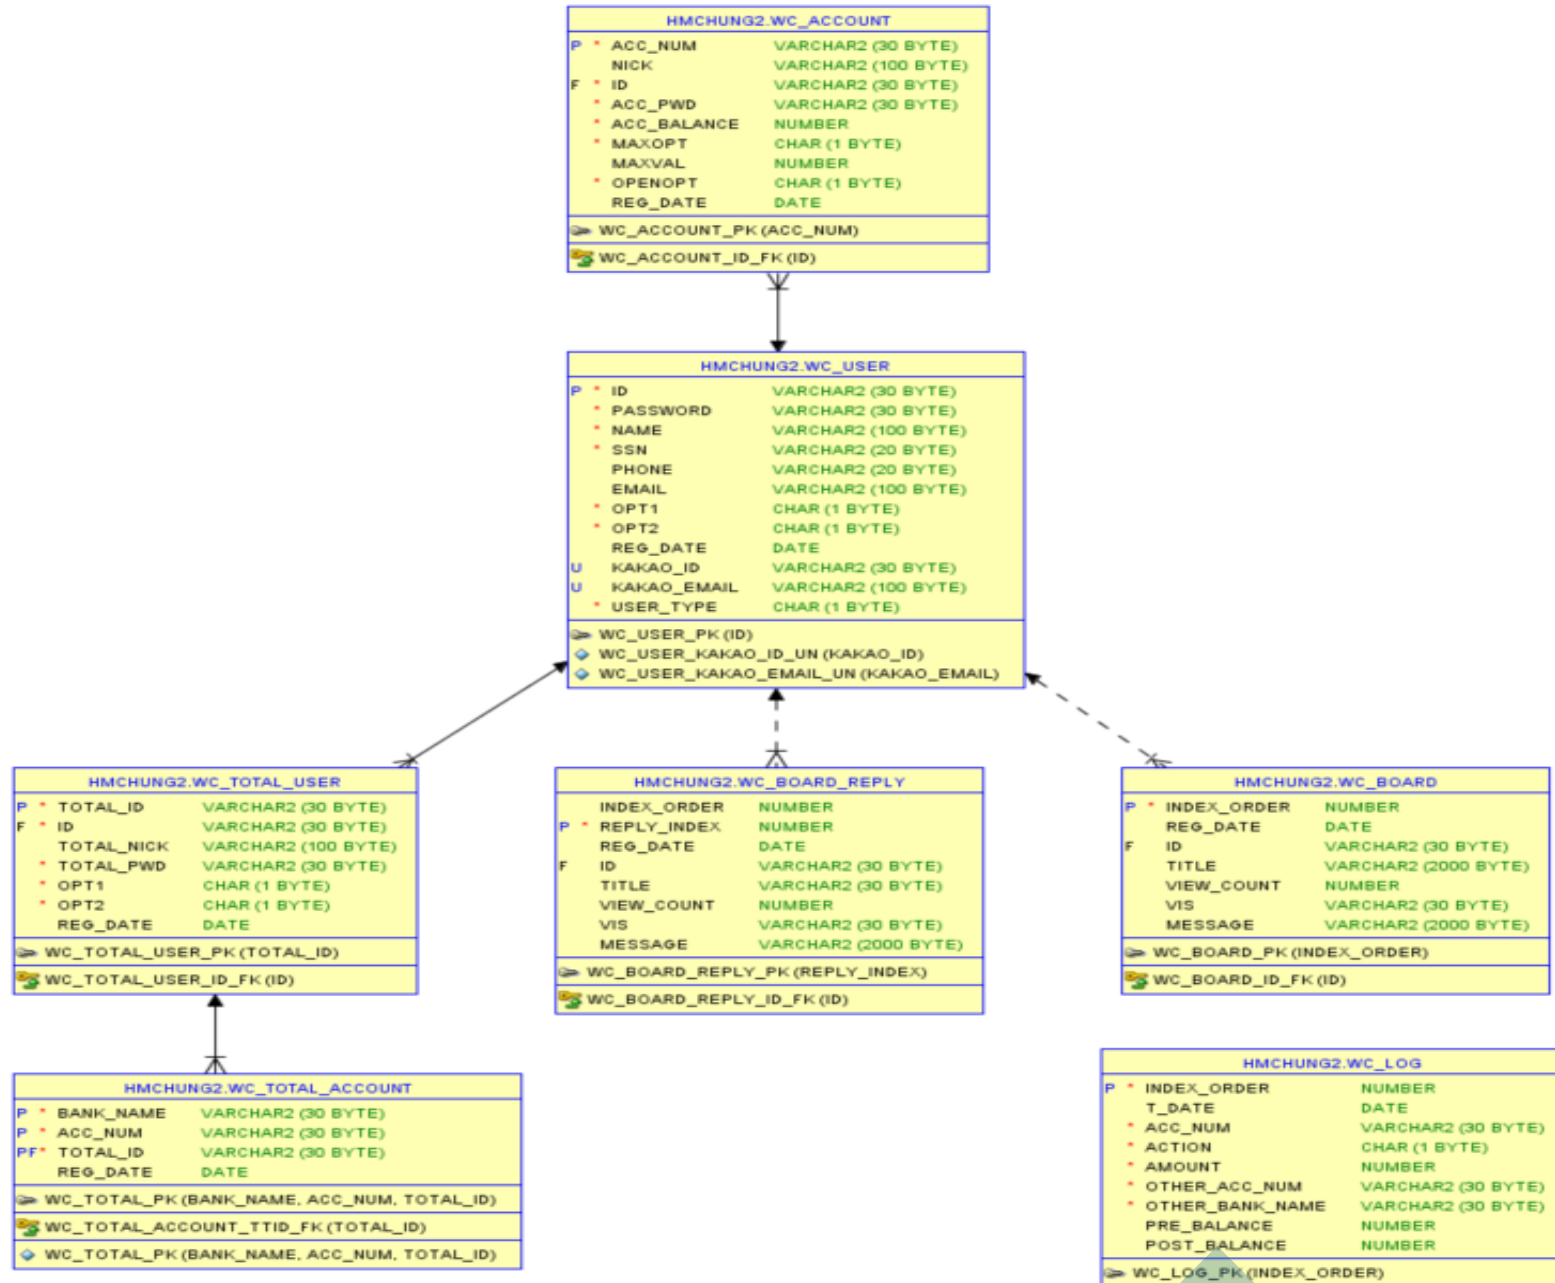 HMCHUNG2.WC_ACCOUNT
P * ACC_NUM VARCHAR2 (30 BYTE)
NICK VARCHAR2 (100 BYTE)
F * ID VARCHAR2 (30 BYTE)
* ACC_PWD VARCHAR2 (30 BYTE)
* ACC_BALANCE NUMBER
* MAXOPT CHAR (1 BYTE)
MAXVAL NUMBER
* OPENOPT CHAR (1 BYTE)
REG_DATE DATE
WC_ACCOUNT_PK (ACC_NUM)
WC_ACCOUNT_ID_FK (ID)
HMCHUNG2.WC_USER
P * ID VARCHAR2 (30 BYTE)
* PASSWORD VARCHAR2 (30 BYTE)
* NAME VARCHAR2 (100 BYTE)
* SSN VARCHAR2 (20 BYTE)
PHONE VARCHAR2 (20 BYTE)
EMAIL VARCHAR2 (100 BYTE)
* OPT1 CHAR (1 BYTE)
* OPT2 CHAR (1 BYTE)
REG_DATE DATE
U KAKAO_ID VARCHAR2 (30 BYTE)
U KAKAO_EMAIL VARCHAR2 (100 BYTE)
* USER_TYPE CHAR (1 BYTE)
WC_USER_PK (ID)
WC_USER_KAKAO_ID_UN (KAKAO_ID)
WC_USER_KAKAO_EMAIL_UN (KAKAO_EMAIL)
HMCHUNG2.WC_TOTAL_USER
P * TOTAL_ID VARCHAR2 (30 BYTE)
F * ID VARCHAR2 (30 BYTE)
TOTAL_NICK VARCHAR2 (100 BYTE)
* TOTAL_PWD VARCHAR2 (30 BYTE)
* OPT1 CHAR (1 BYTE)
* OPT2 CHAR (1 BYTE)
REG_DATE DATE
WC_TOTAL_USER_PK (TOTAL_ID)
WC_TOTAL_USER_ID_FK (ID)
HMCHUNG2.WC_BOARD_REPLY
INDEX_ORDER NUMBER
P * REPLY_INDEX NUMBER
REG_DATE DATE
F ID VARCHAR2 (30 BYTE)
TITLE VARCHAR2 (30 BYTE)
VIEW_COUNT NUMBER
VIS VARCHAR2 (30 BYTE)
MESSAGE VARCHAR2 (2000 BYTE)
WC_BOARD_REPLY_PK (REPLY_INDEX)
WC_BOARD_REPLY_ID_FK (ID)
HMCHUNG2.WC_BOARD
P * INDEX_ORDER NUMBER
REG_DATE DATE
F ID VARCHAR2 (30 BYTE)
TITLE VARCHAR2 (2000 BYTE)
VIEW_COUNT NUMBER
VIS VARCHAR2 (30 BYTE)
MESSAGE VARCHAR2 (2000 BYTE)
WC_BOARD_PK (INDEX_ORDER)
WC_BOARD_ID_FK (ID)
HMCHUNG2.WC_TOTAL_ACCOUNT
P * BANK_NAME VARCHAR2 (30 BYTE)
P * ACC_NUM VARCHAR2 (30 BYTE)
PF* TOTAL_ID VARCHAR2 (30 BYTE)
REG_DATE DATE
WC_TOTAL_PK (BANK_NAME, ACC_NUM, TOTAL_ID)
WC_TOTAL_ACCOUNT_TTID_FK (TOTAL_ID)
WC_TOTAL_PK (BANK_NAME, ACC_NUM, TOTAL_ID)
HMCHUNG2.WC_LOG
P * INDEX_ORDER NUMBER
T_DATE DATE
* ACC_NUM VARCHAR2 (30 BYTE)
* ACTION CHAR (1 BYTE)
* AMOUNT NUMBER
* OTHER_ACC_NUM VARCHAR2 (30 BYTE)
* OTHER_BANK_NAME VARCHAR2 (30 BYTE)
PRE_BALANCE NUMBER
POST_BALANCE NUMBER
WC_LOG_PK (INDEX_ORDER)